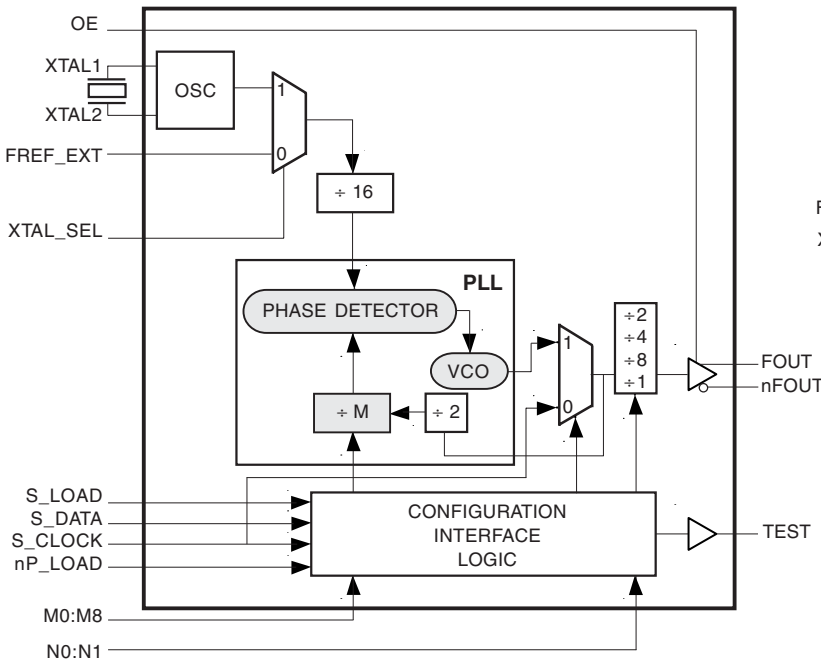 OE
XTAL1
OSC
1
XTAL2
FREF_EXT
0
÷ 16
XTAL_SEL
PLL
PHASE DETECTOR
÷2
÷4
÷8
÷1
1
VCO
FOUT
nFOUT
÷ M
÷ 2
0
S_LOAD
S_DATA
S_CLOCK
nP_LOAD
CONFIGURATION
INTERFACE
LOGIC
TEST
M0:M8
N0:N1